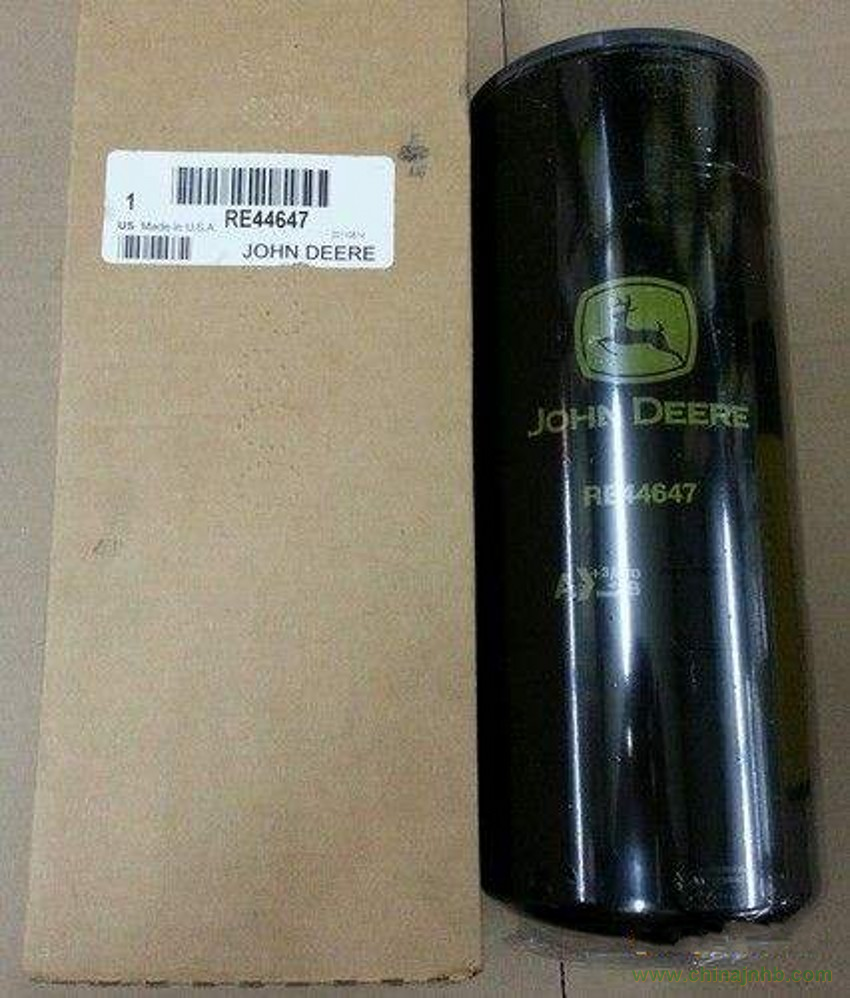 1
RE44647
US Made in U.S.A.
JOHN DEERE
JOHN DEERE
RE44647